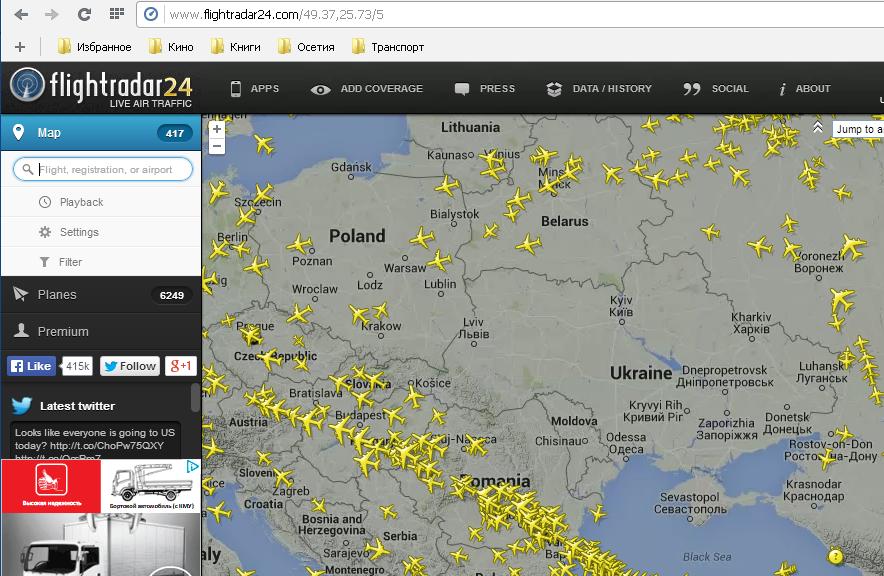 www.flightradar24.com/49.37,25.73/5
Избранное Кино Книги Осетия Транспорт
flightradar24
LIVE AIR TRAFFIC
APPS ADD COVERAGE PRESS DATA / HISTORY SOCIAL ABOUT
Map 417
Flight, registration, or airport
Playback
Settings
Filter
Planes 6249
Premium
Like 415k Follow +1
Latest twitter
Looks like everyone is going to US
today? http://t.co/ChoPw75QXY
Высокая недвижимость
Бортовой автомобиль (с КМУ)
+
−
Jump to a
Lithuania
Kaunas Vilnius
Gdańsk
Minsk
Szczecin
Bialystok
Belarus
Berlin
Poland
Poznan
Warsaw
Voronezh
Воронеж
Wroclaw Lodz Lublin
Kyiv
Київ
Prague
Krakow
Lviv
Львів
Kharkiv
Харків
Czech Republic
Ukraine
Dnepropetrovsk
Дніпропетровськ
Luhansk
Луганськ
Slovakia
Košice
Bratislava
Kryvyi Rih
Кривий Ріг
Austria
Budapest
Moldova
Zaporizhia
Запоріжжя
Donetsk
Донецьк
Cluj-Napoca
Chisinau
Odessa
Одеса
Rostov-on-Don
Ростов-на-Дону
Slovenia
Zagreb
Croatia
Romania
Krasnodar
Краснодар
Sevastopol
Севастополь
Bosnia and
Herzegovina
Serbia
Sarajevo
Black Sea
Montenegro
?